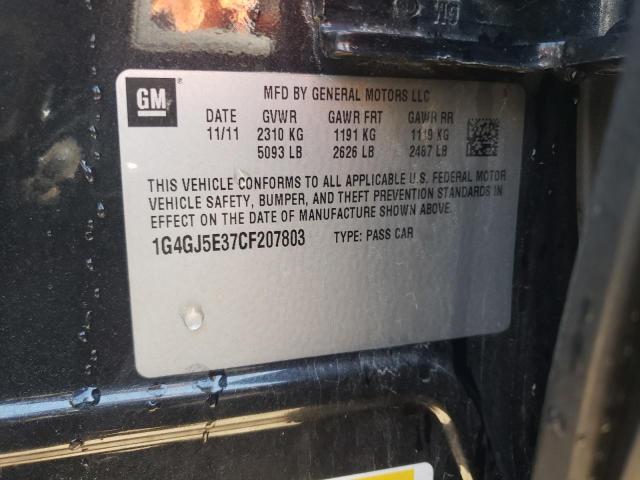 GM
MFD BY GENERAL MOTORS LLC
DATE GVWR GAWR FRT GAWR RR
11/11 2310 KG 1191 KG 1119 KG
5093 LB 2626 LB 2467 LB
THIS VEHICLE CONFORMS TO ALL APPLICABLE U.S. FEDERAL MOTOR
VEHICLE SAFETY, BUMPER, AND THEFT PREVENTION STANDARDS IN
EFFECT ON THE DATE OF MANUFACTURE SHOWN ABOVE.
1G4GJ5E37CF207803 TYPE: PASS CAR